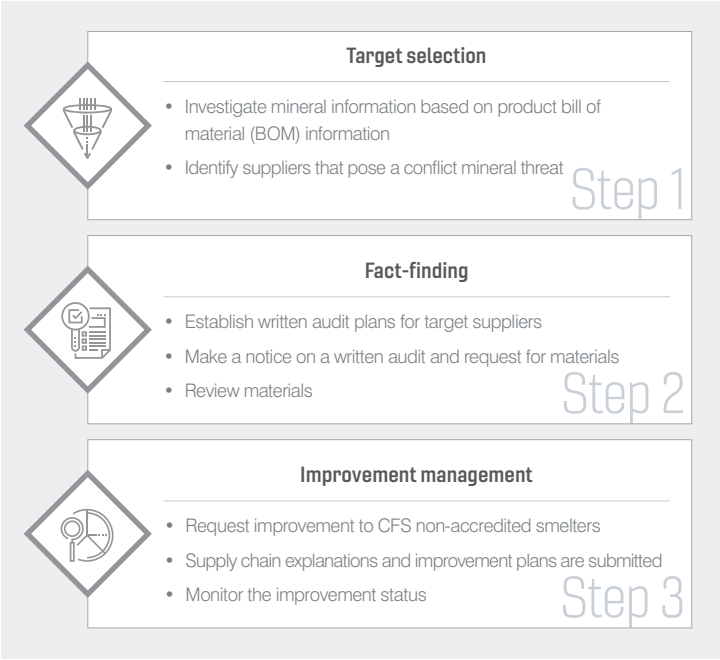 Target selection
• Investigate mineral information based on product bill of
material (BOM) information
• Identify suppliers that pose a conflict mineral threat
Step 1
Fact-finding
• Establish written audit plans for target suppliers
• Make a notice on a written audit and request for materials
• Review materials
Step 2
Improvement management
• Request improvement to CFS non-accredited smelters
• Supply chain explanations and improvement plans are submitted
• Monitor the improvement status
Step 3